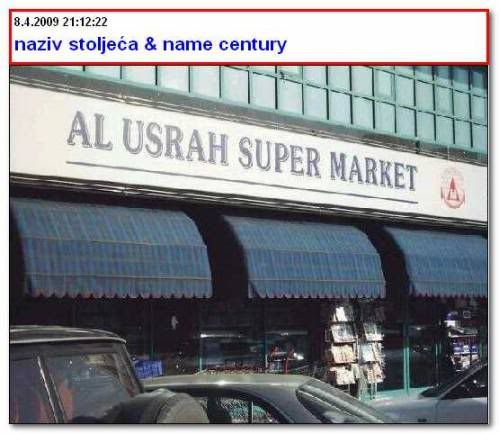 8.4.2009 21:12:22
naziv stoljeća & name century
AL USRAH SUPER MARKET